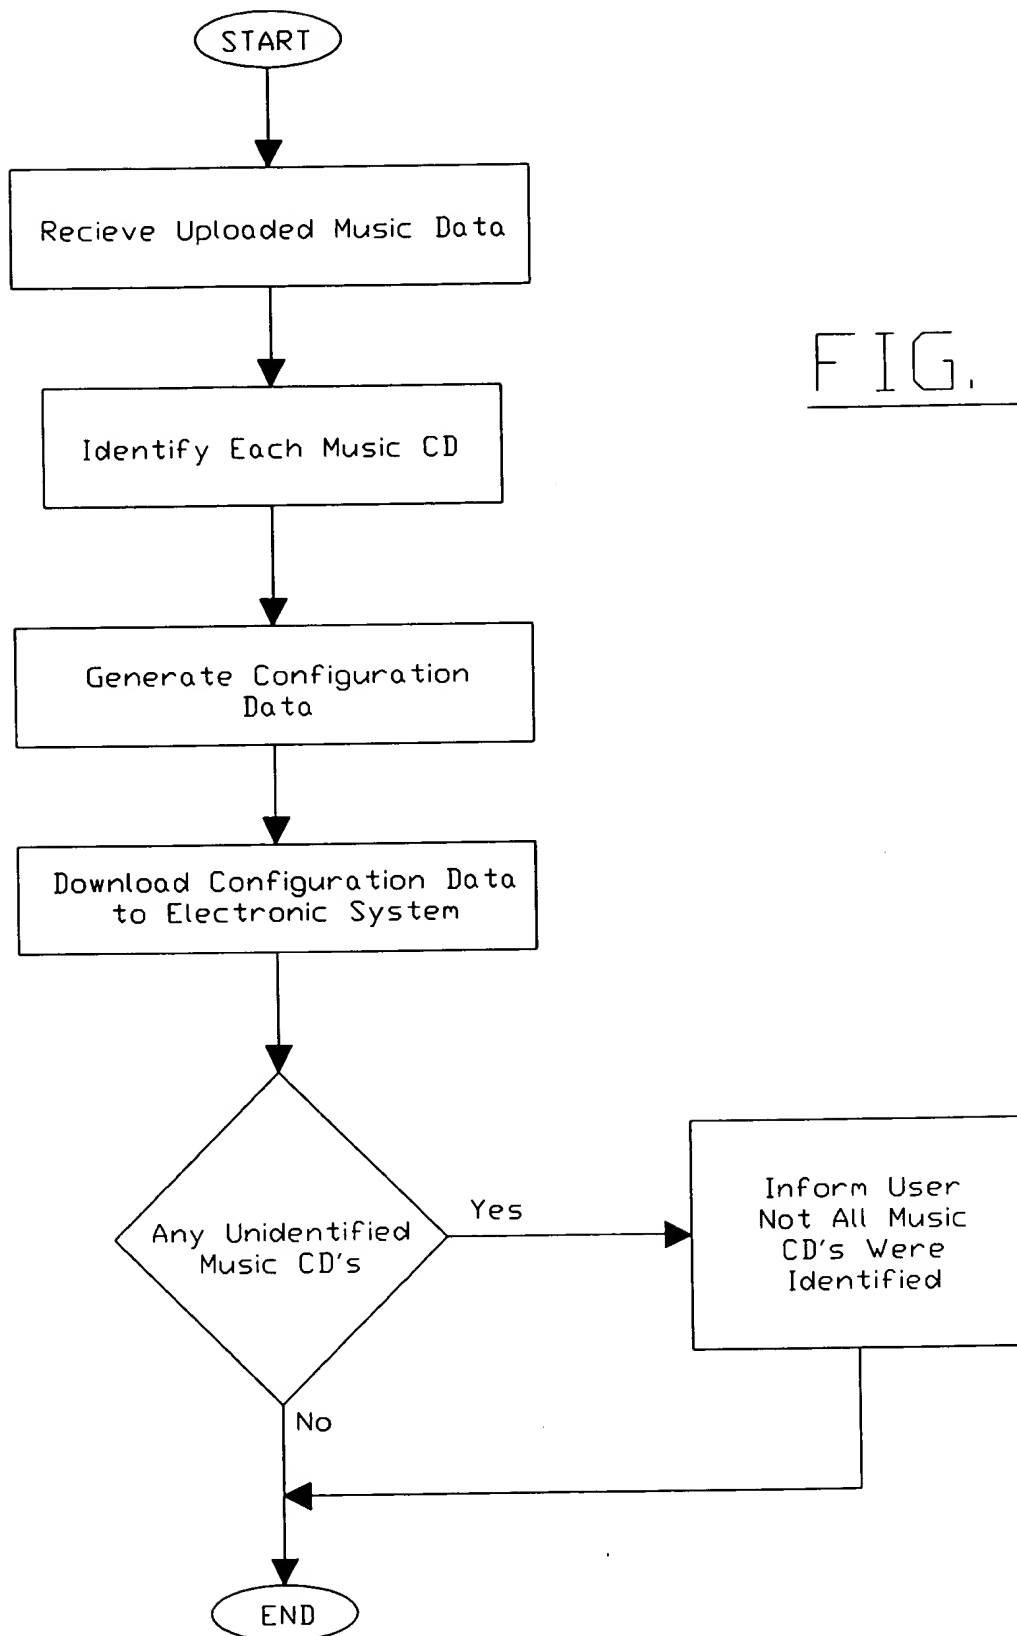 START
Recieve Uploaded Music Data
FIG.
Identify Each Music CD
Generate Configuration
Data
Download Configuration Data
to Electronic System
Any Unidentified
Music CD's
Yes
Inform User
Not All Music
CD's Were
Identified
No
END